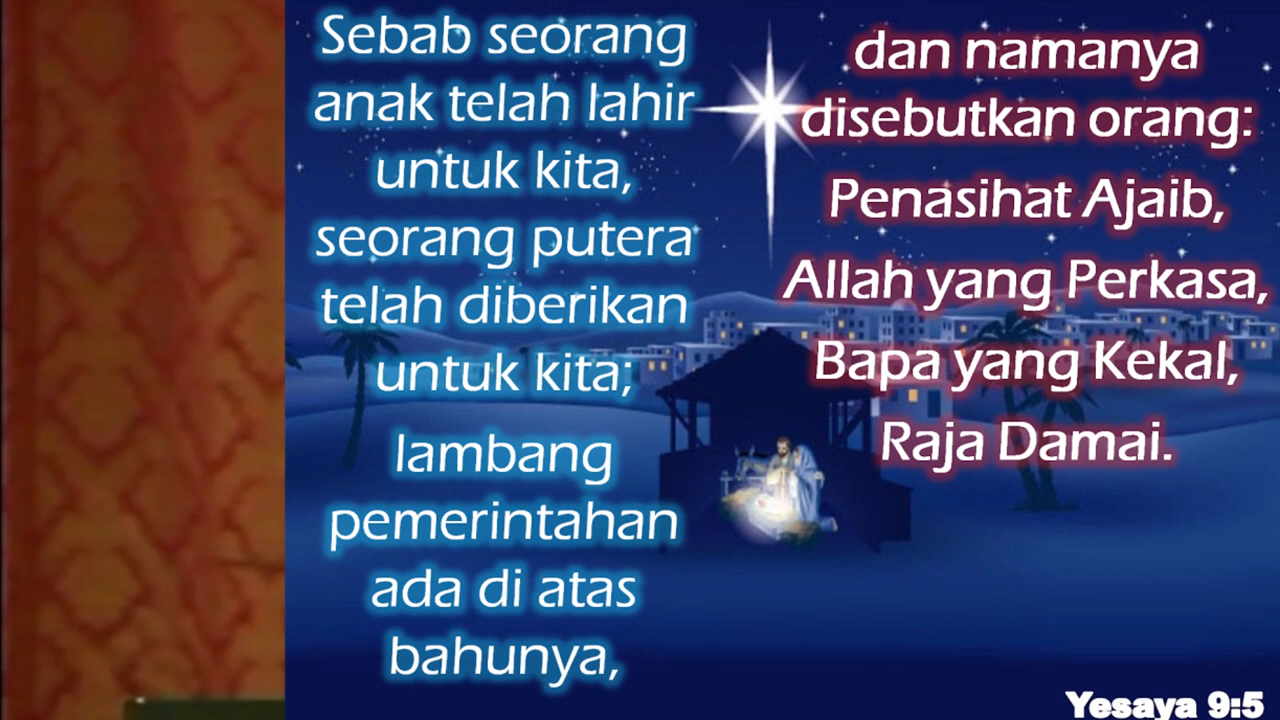 Sebab seorang
anak telah lahir
untuk kita,
seorang putera
telah diberikan
untuk kita;
lambang
pemerintahan
ada di atas
bahunya,
dan namanya
disebutkan orang:
Penasihat Ajaib,
Allah yang Perkasa,
Bapa yang Kekal,
Raja Damai.
Yesaya 9:5